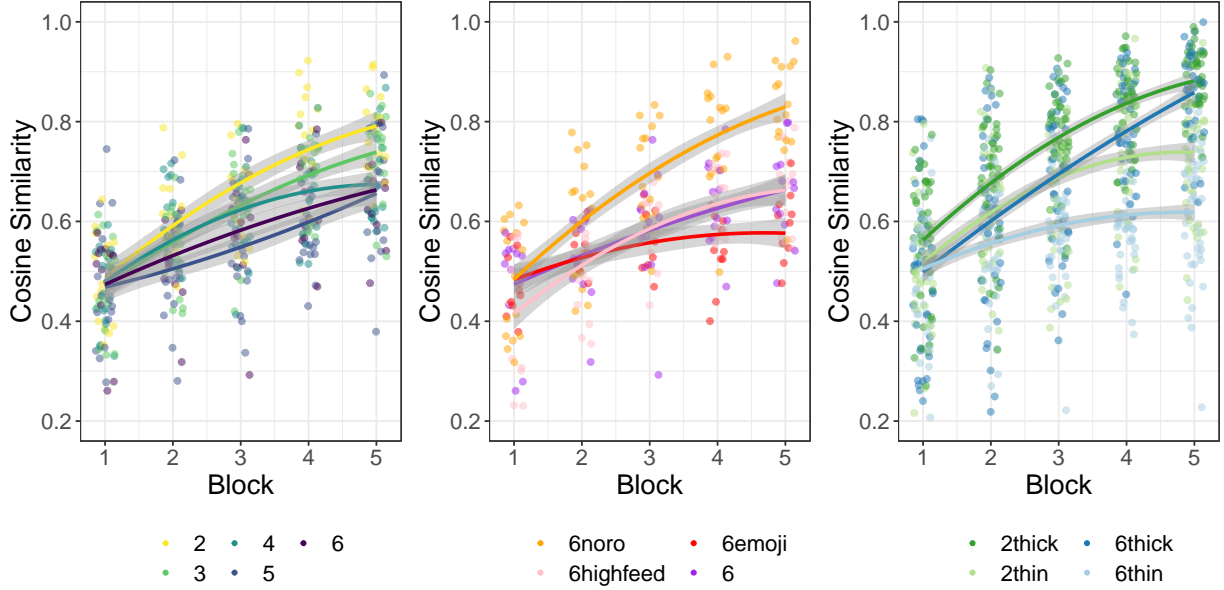 Cosine Similarity
1.0
0.8
0.6
0.4
0.2
1 2 3 4 5
Block
2 4 6
3 5
Cosine Similarity
1.0
0.8
0.6
0.4
0.2
1 2 3 4 5
Block
6noro 6emoji
6highfeed 6
Cosine Similarity
1.0
0.8
0.6
0.4
0.2
1 2 3 4 5
Block
2thick 6thick
2thin 6thin